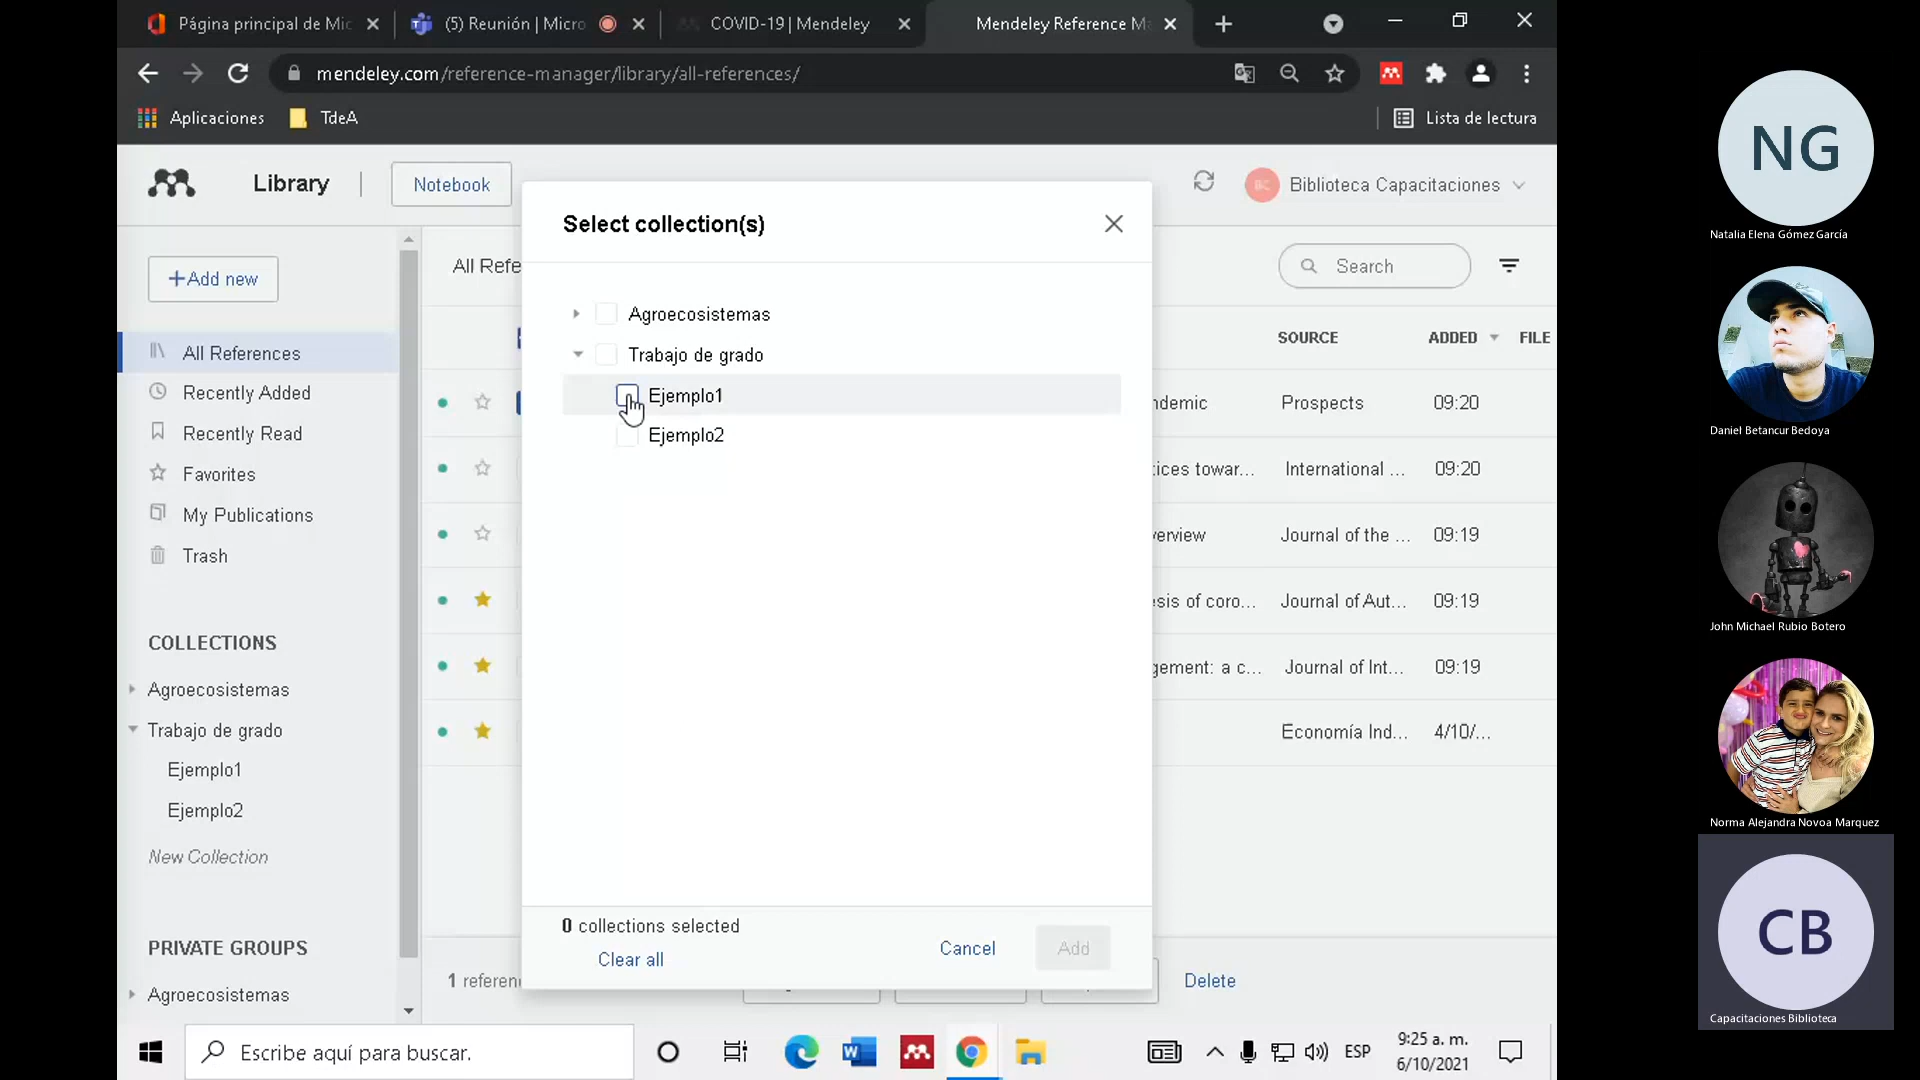 Página principal de Mic
(5) Reunión | Micro
COVID-19 | Mendeley
Mendeley Reference Ma
mendeley.com/reference-manager/library/all-references/
Aplicaciones
TdeA
Lista de lectura
Library
Notebook
BC
Biblioteca Capacitaciones
Select collection(s)
+Add new
All Refe
Search
Agroecosistemas
Trabajo de grado
Ejemplo1
Ejemplo2
SOURCE
ADDED
FILE
All References
Recently Added
Recently Read
Favorites
My Publications
Trash
ndemic
Prospects
09:20
ices towar...
International ...
09:20
verview
Journal of the ...
09:19
sis of coro...
Journal of Aut...
09:19
gement: a c...
Journal of Int...
09:19
Economía Ind...
4/10/...
COLLECTIONS
Agroecosistemas
Trabajo de grado
Ejemplo1
Ejemplo2
New Collection
PRIVATE GROUPS
Agroecosistemas
0 collections selected
Clear all
Cancel
Add
1 referen
Delete
Escribe aquí para buscar.
ESP
9:25 a. m.
6/10/2021
NG
Natalia Elena Gómez García
Daniel Betancur Bedoya
John Michael Rubio Botero
Norma Alejandra Novoa Marquez
CB
Capacitaciones Biblioteca